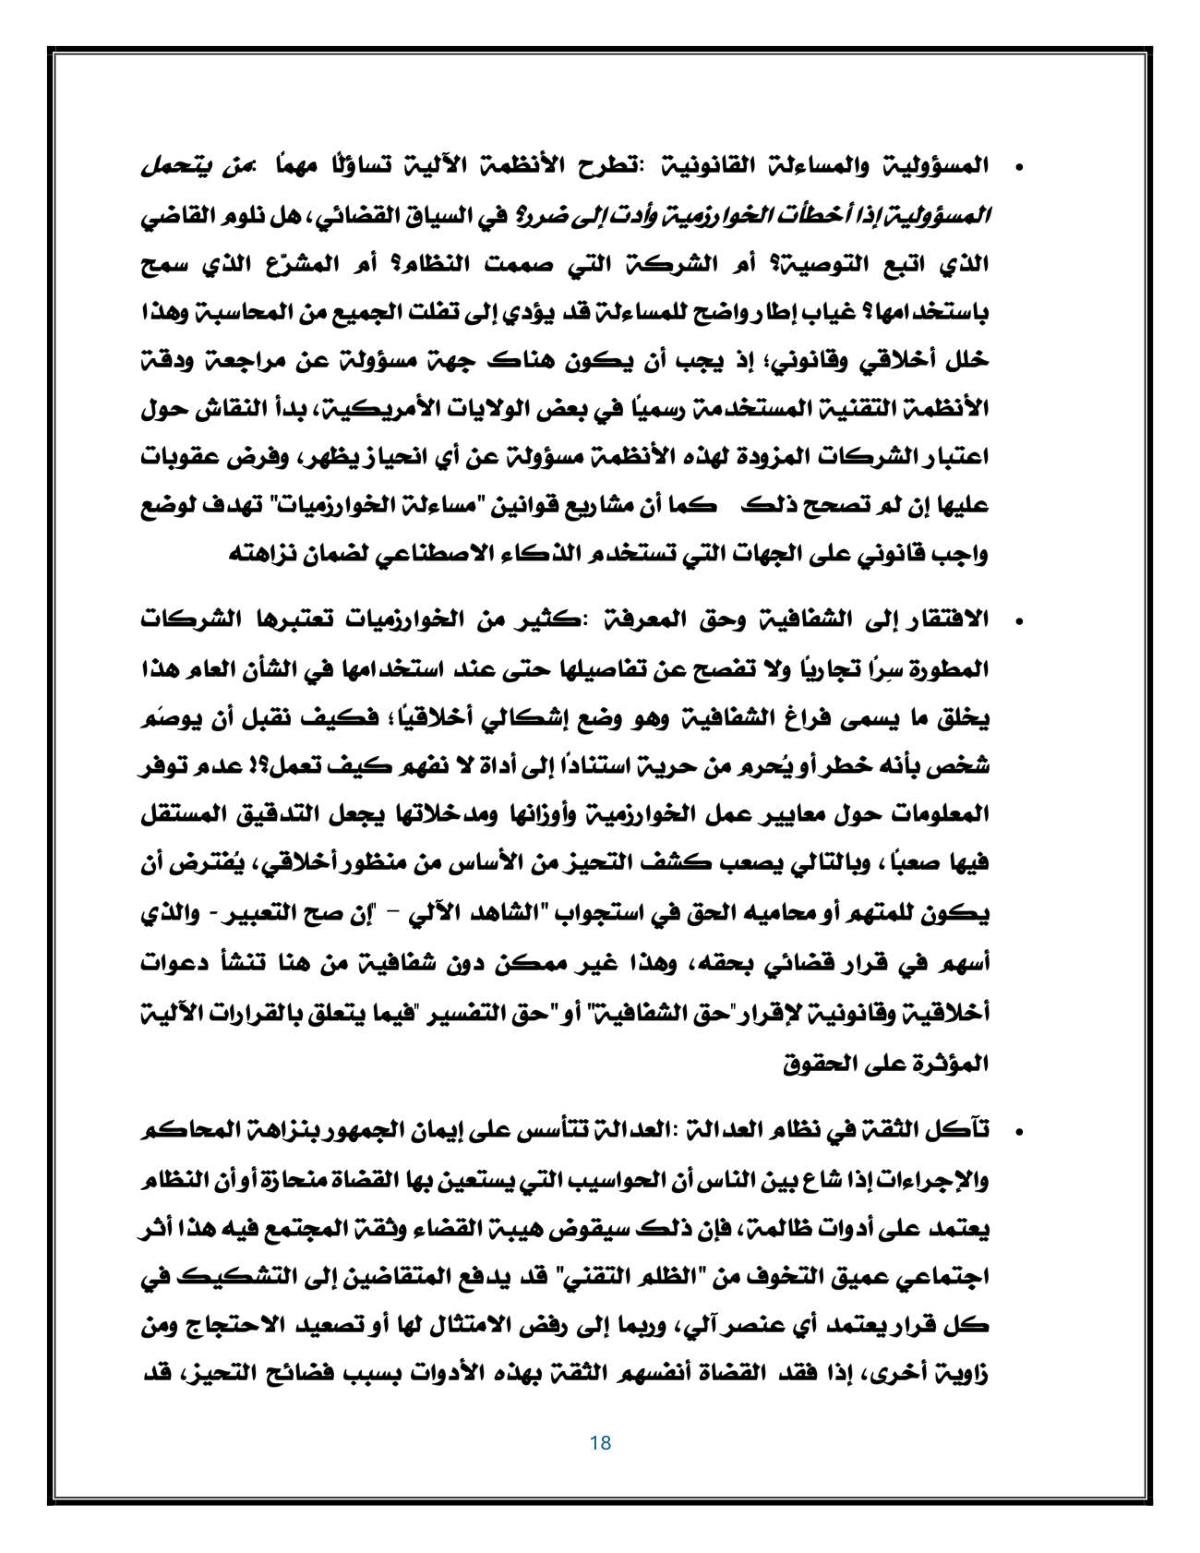 • المسؤولية والمساءلة القانونية :تطرح الأنظمة الآلية تساؤلًا مهمًا :من يتحمل
المسؤولية إذا أخطأت الخوارزمية وأدت إلى ضرر؟ في السياق القضائي، هل نلوم القاضي
الذي اتبع التوصية؟ أم الشركة التي صممت النظام؟ أم المشرّع الذي سمح
باستخدامها؟ غياب إطار واضح للمساءلة قد يؤدي إلى تفلت الجميع من المحاسبة وهذا
خلل أخلاقي وقانوني؛ إذ يجب أن يكون هناك جهة مسؤولة عن مراجعة ودقة
الأنظمة التقنية المستخدمة رسميًا في بعض الولايات الأمريكية، بدأ النقاش حول
اعتبار الشركات المزودة لهذه الأنظمة مسؤولة عن أي انحياز يظهر، وفرض عقوبات
عليها إن لم تصحح ذلك كما أن مشاريع قوانين "مساءلة الخوارزميات" تهدف لوضع
واجب قانوني على الجهات التي تستخدم الذكاء الاصطناعي لضمان نزاهته
• الافتقار إلى الشفافية وحق المعرفة :كثير من الخوارزميات تعتبرها الشركات
المطورة سِرًا تجاريًا ولا تفصح عن تفاصيلها حتى عند استخدامها في الشأن العام هذا
يخلق ما يسمى فراغ الشفافية وهو وضع إشكالي أخلاقيًا؛ فكيف نقبل أن يوصَم
شخص بأنه خطر أو يُحرم من حرية استنادًا إلى أداة لا نفهم كيف تعمل؟! عدم توفر
المعلومات حول معايير عمل الخوارزمية وأوزانها ومدخلاتها يجعل التدقيق المستقل
فيها صعبًا، وبالتالي يصعب كشف التحيز من الأساس من منظور أخلاقي، يُفترض أن
يكون للمتهم أو محاميه الحق في استجواب "الشاهد الآلي – "إن صح التعبير - والذي
أسهم في قرار قضائي بحقه، وهذا غير ممكن دون شفافية من هنا تنشأ دعوات
أخلاقية وقانونية لإقرار"حق الشفافية" أو "حق التفسير "فيما يتعلق بالقرارات الآلية
المؤثرة على الحقوق
• تآكل الثقة في نظام العدالة :العدالة تتأسس على إيمان الجمهور بنزاهة المحاكم
والإجراءات إذا شاع بين الناس أن الحواسيب التي يستعين بها القضاة منحازة أو أن النظام
يعتمد على أدوات ظالمة، فإن ذلك سيقوض هيبة القضاء وثقة المجتمع فيه هذا أثر
اجتماعي عميق التخوف من "الظلم التقني" قد يدفع المتقاضين إلى التشكيك في
كل قرار يعتمد أي عنصر آلي، وربما إلى رفض الامتثال لها أو تصعيد الاحتجاج ومن
زاوية أخرى، إذا فقد القضاة أنفسهم الثقة بهذه الأدوات بسبب فضائح التحيز، قد
18